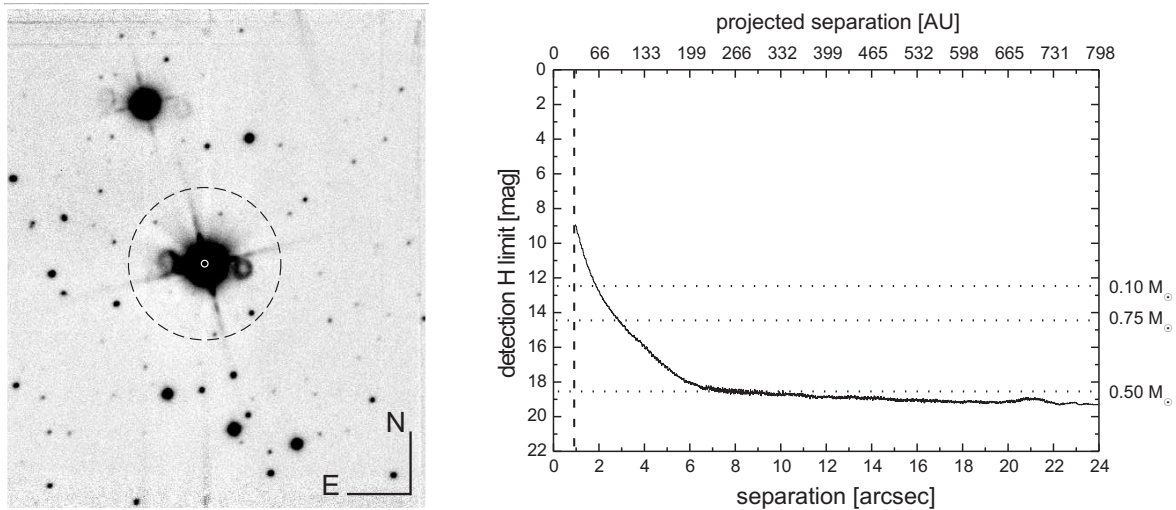 N
E
projected separation [AU]
0 66 133 199 266 332 399 465 532 598 665 731 798
0
2
4
6
8
10
12
14
16
18
20
22
detection H limit [mag]
0.10 M☉
0.75 M☉
0.50 M☉
0 2 4 6 8 10 12 14 16 18 20 22 24
separation [arcsec]